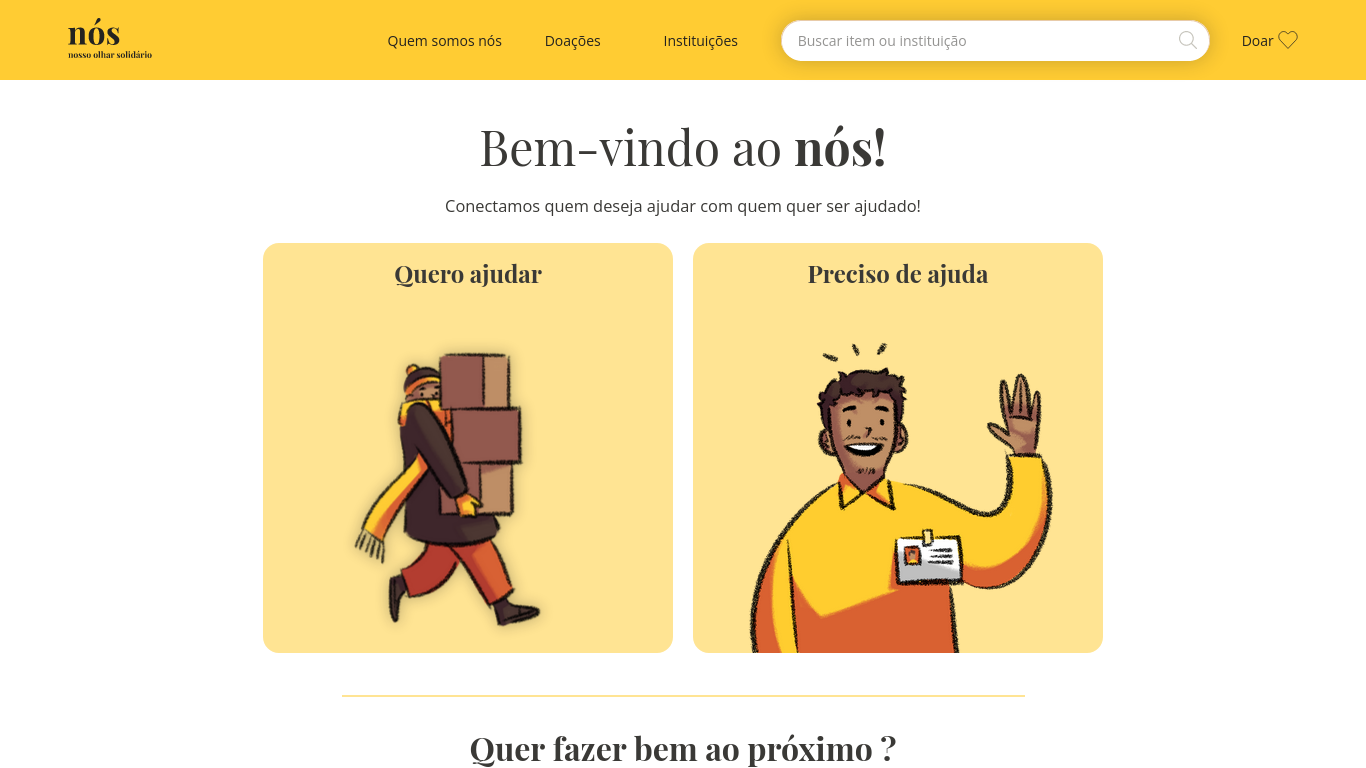 nós
nosso olhar solidário
Quem somos nós
Doações
Instituições
Buscar item ou instituição
Doar
Bem-vindo ao nós!
Conectamos quem deseja ajudar com quem quer ser ajudado!
Quero ajudar
Preciso de ajuda
Quer fazer bem ao próximo ?